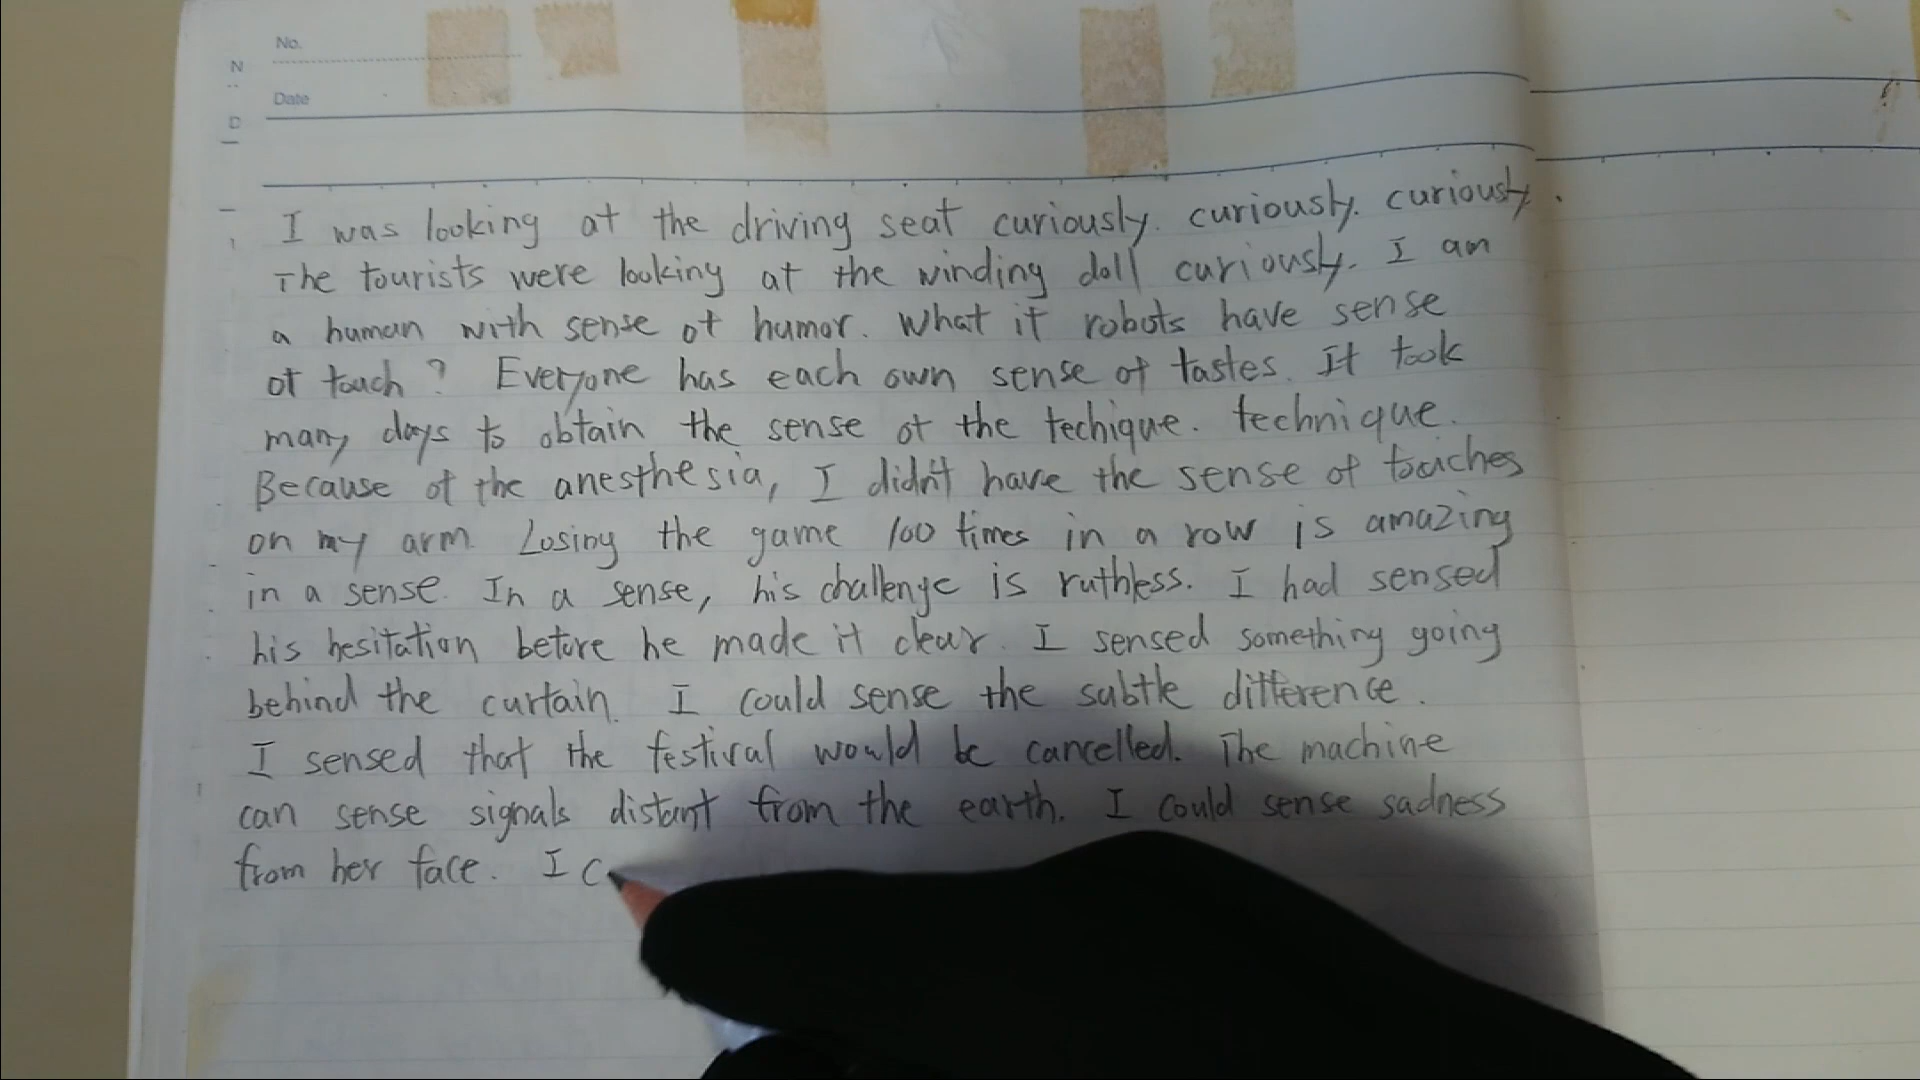 No.
N
Date
D
I was looking at the driving seat curiously. curiously. curiously.
The tourists were looking at the winding doll curiously. I am
a human with sense of humor. What if robots have sense
of touch? Everyone has each own sense of tastes. It took
many days to obtain the sense of the techique. technique.
Because of the anesthesia, I didn't have the sense of touches
on my arm. Losing the game 100 times in a row is amazing
in a sense. In a sense, his challenge is ruthless. I had sensed
his hesitation before he made it clear. I sensed something going
behind the curtain. I could sense the subtle difference.
I sensed that the festival would be cancelled. The machine
can sense signals distant from the earth. I could sense sadness
from her face. I c